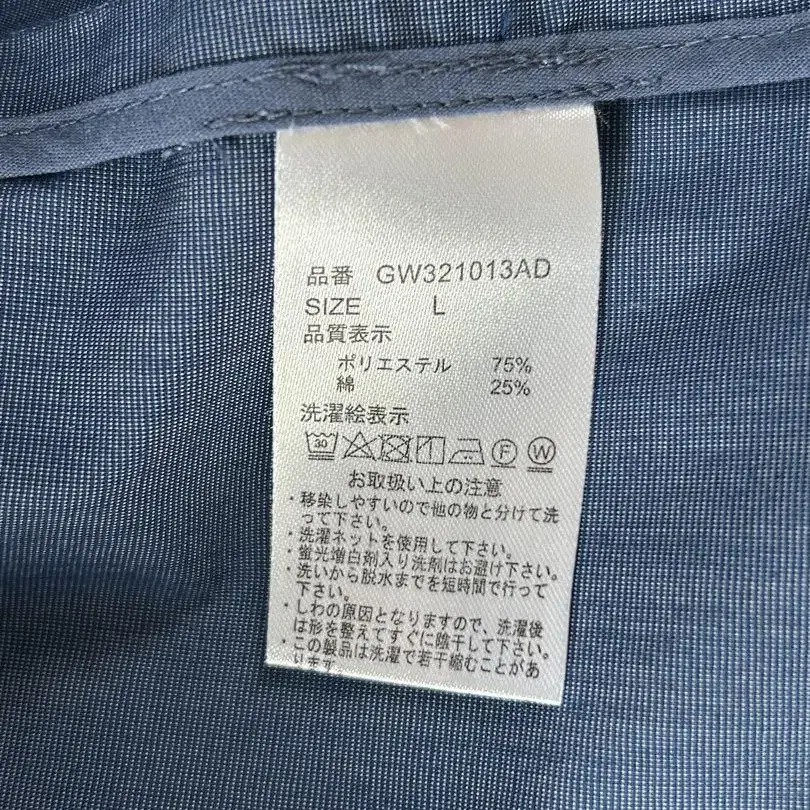 品番 GW321013AD
SIZE L
品質表示
ポリエステル 75%
綿 25%
洗濯絵表示
30 F W
お取扱い上の注意
・移染しやすいので他の物と分けて洗
って下さい。
・洗濯ネットを使用して下さい。
・蛍光増白剤入り洗剤はお避け下さい。
・洗いから脱水までを短時間で行って
下さい。
・しわの原因となりますので、洗濯後
は形を整えてすぐに陰干して下さい。
・この製品は洗濯で若干縮むことがあ
ります